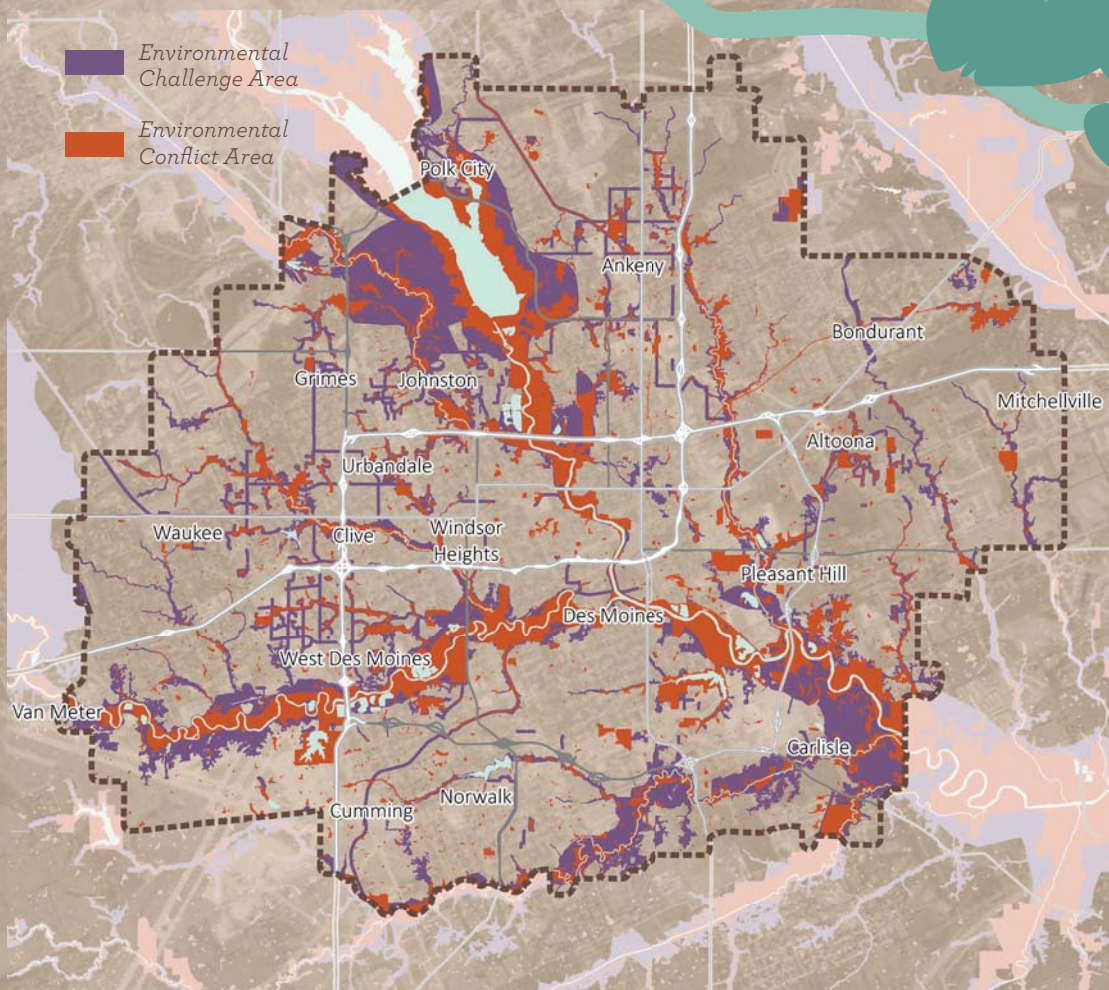 Environmental
Challenge Area
Environmental
Conflict Area
Polk City
Ankeny
Bondurant
Grimes
Johnston
Mitchellville
Altoona
Urbandale
Waukee
Clive
Windsor
Heights
Pleasant Hill
Des Moines
West Des Moines
Van Meter
Carlisle
Norwalk
Cumming